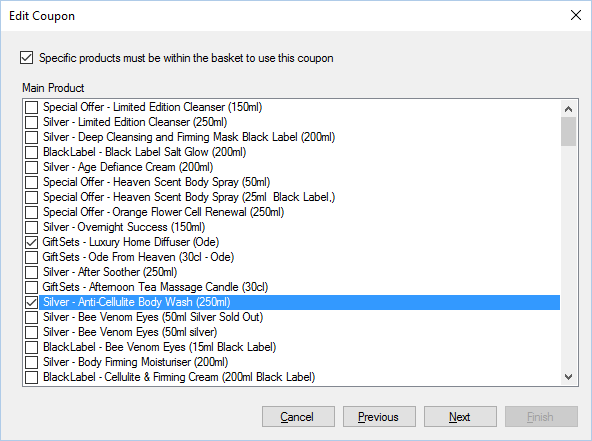 Edit Coupon
Specific products must be within the basket to use this coupon
Main Product
Special Offer - Limited Edition Cleanser (150ml)
Silver - Limited Edition Cleanser (250ml)
Silver - Deep Cleansing and Firming Mask Black Label (200ml)
BlackLabel - Black Label Salt Glow (200ml)
Silver - Age Defiance Cream (200ml)
Special Offer - Heaven Scent Body Spray (50ml)
Special Offer - Heaven Scent Body Spray (25ml  Black Label,)
Special Offer - Orange Flower Cell Renewal (250ml)
Silver - Overnight Success (150ml)
GiftSets - Luxury Home Diffuser (Ode)
GiftSets - Ode From Heaven (30cl - Ode)
Silver - After Soother (250ml)
GiftSets - Afternoon Tea Massage Candle (30cl)
Silver - Anti-Cellulite Body Wash (250ml)
Silver - Bee Venom Eyes (50ml Silver Sold Out)
Silver - Bee Venom Eyes (50ml silver)
BlackLabel - Bee Venom Eyes (15ml Black Label)
Silver - Body Firming Moisturiser (200ml)
BlackLabel - Cellulite & Firming Cream (200ml Black Label)
Cancel Previous Next Finish